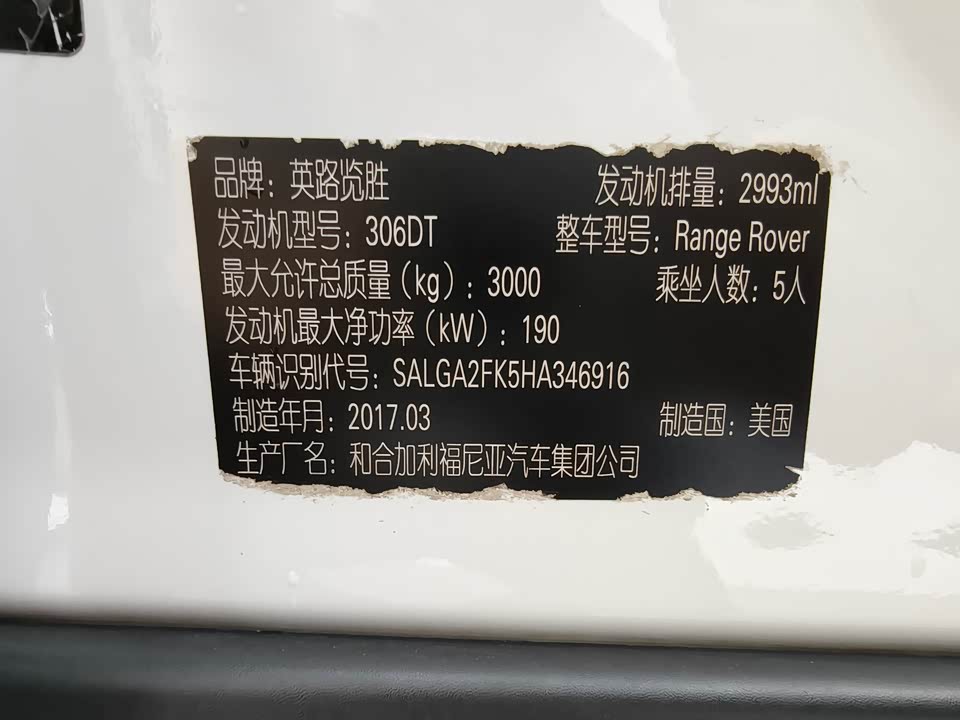 品牌：英路览胜 发动机排量：2993ml
发动机型号：306DT 整车型号：Range Rover
最大允许总质量（kg）：3000 乘坐人数：5人
发动机最大净功率（kW）：190
车辆识别代号：SALGA2FK5HA346916
制造年月：2017.03 制造国：美国
生产厂名：和合加利福尼亚汽车集团公司